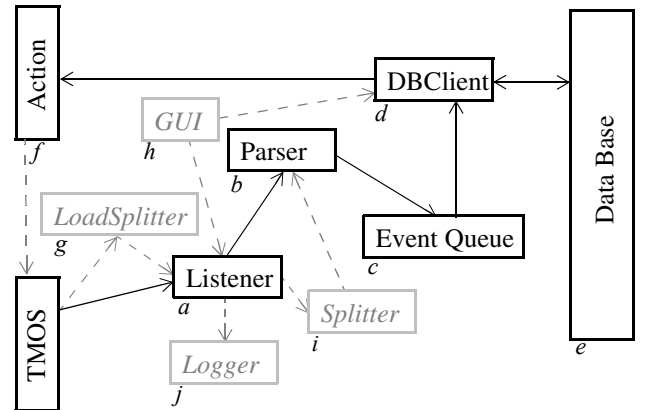 Action
DBClient
d
Data Base
e
GUI
h
f
Parser
b
LoadSplitter
g
Event Queue
c
Listener
a
TMOS
Splitter
i
Logger
j